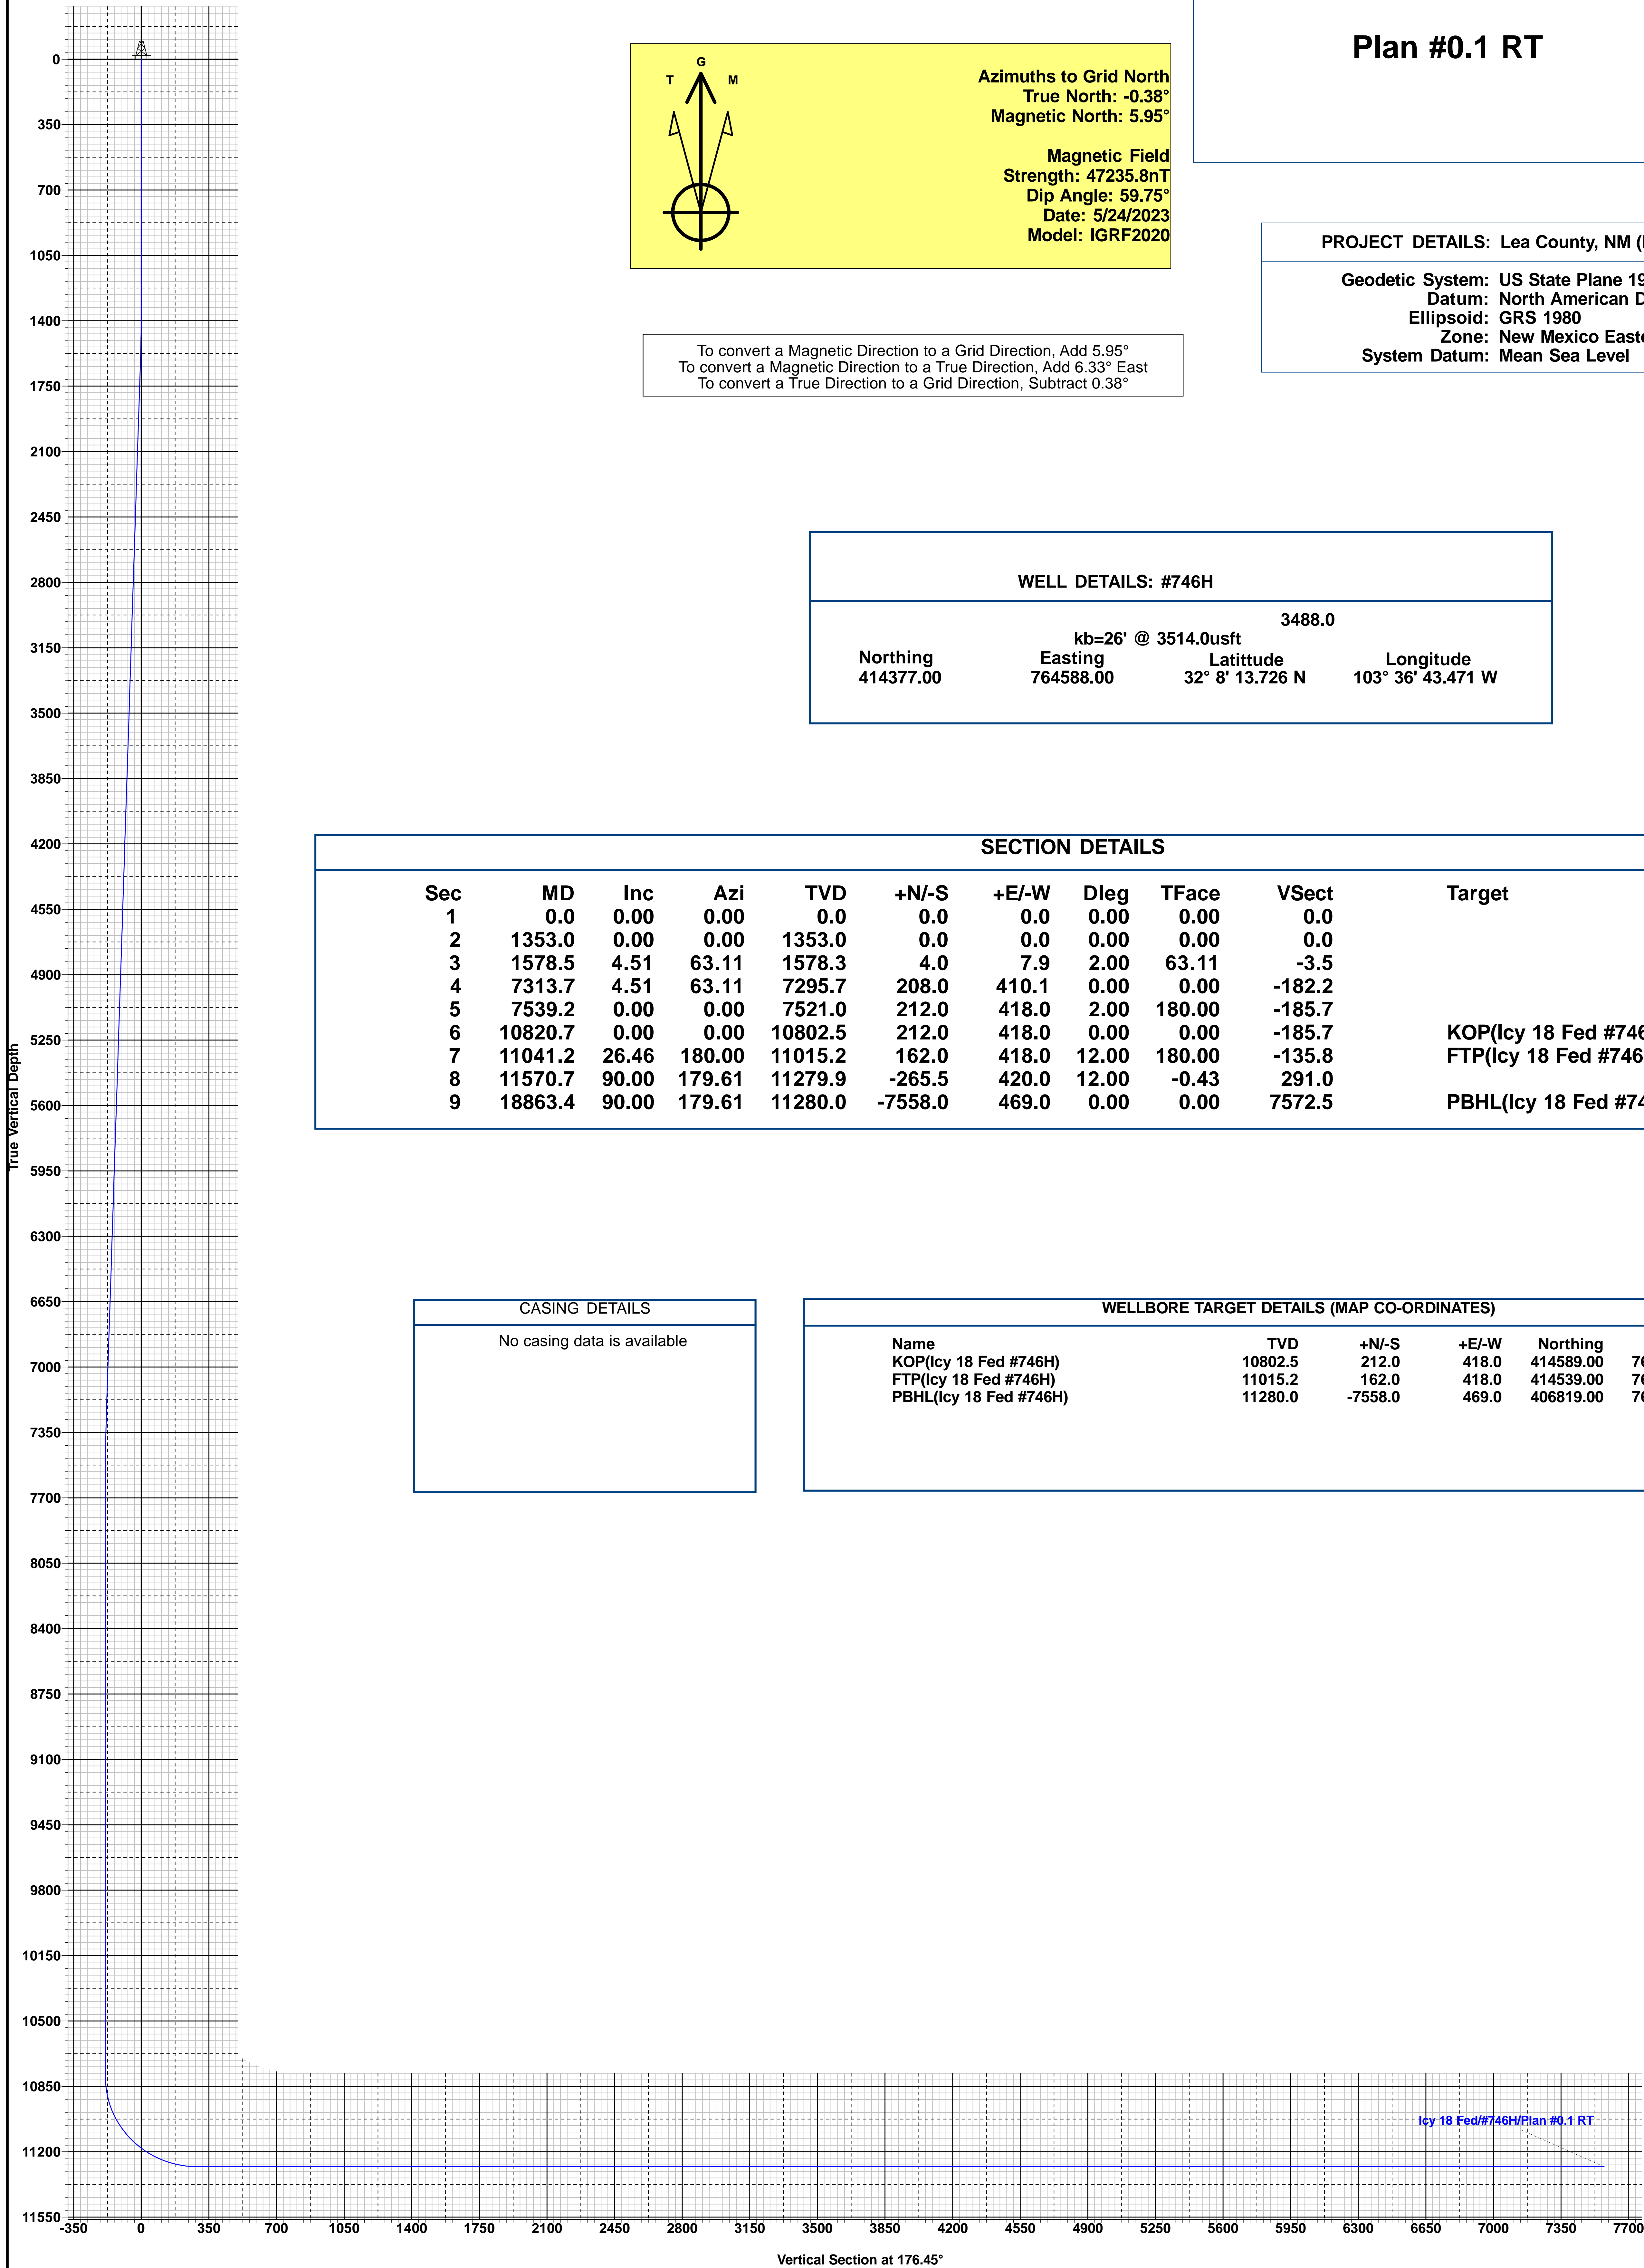 Plan #0.1 RT
T G M
Azimuths to Grid North
True North: -0.38°
Magnetic North: 5.95°
Magnetic Field
Strength: 47235.8nT
Dip Angle: 59.75°
Date: 5/24/2023
Model: IGRF2020
PROJECT DETAILS: Lea County, NM (
Geodetic System: US State Plane 19
Datum: North American D
Ellipsoid: GRS 1980
Zone: New Mexico Easte
System Datum: Mean Sea Level
To convert a Magnetic Direction to a Grid Direction, Add 5.95°
To convert a Magnetic Direction to a True Direction, Add 6.33° East
To convert a True Direction to a Grid Direction, Subtract 0.38°
WELL DETAILS: #746H
3488.0
kb=26' @ 3514.0usft
Northing Easting Latittude Longitude
414377.00 764588.00 32° 8' 13.726 N 103° 36' 43.471 W
SECTION DETAILS
Sec MD Inc Azi TVD +N/-S +E/-W Dleg TFace VSect Target
1 0.0 0.00 0.00 0.0 0.0 0.0 0.00 0.00 0.0
2 1353.0 0.00 0.00 1353.0 0.0 0.0 0.00 0.00 0.0
3 1578.5 4.51 63.11 1578.3 4.0 7.9 2.00 63.11 -3.5
4 7313.7 4.51 63.11 7295.7 208.0 410.1 0.00 0.00 -182.2
5 7539.2 0.00 0.00 7521.0 212.0 418.0 2.00 180.00 -185.7
6 10820.7 0.00 0.00 10802.5 212.0 418.0 0.00 0.00 -185.7 KOP(Icy 18 Fed #746
7 11041.2 26.46 180.00 11015.2 162.0 418.0 12.00 180.00 -135.8 FTP(Icy 18 Fed #746
8 11570.7 90.00 179.61 11279.9 -265.5 420.0 12.00 -0.43 291.0
9 18863.4 90.00 179.61 11280.0 -7558.0 469.0 0.00 0.00 7572.5 PBHL(Icy 18 Fed #74
CASING DETAILS
No casing data is available
WELLBORE TARGET DETAILS (MAP CO-ORDINATES)
Name TVD +N/-S +E/-W Northing
KOP(Icy 18 Fed #746H) 10802.5 212.0 418.0 414589.00 76
FTP(Icy 18 Fed #746H) 11015.2 162.0 418.0 414539.00 76
PBHL(Icy 18 Fed #746H) 11280.0 -7558.0 469.0 406819.00 76
True Vertical Depth
0
350
700
1050
1400
1750
2100
2450
2800
3150
3500
3850
4200
4550
4900
5250
5600
5950
6300
6650
7000
7350
7700
8050
8400
8750
9100
9450
9800
10150
10500
10850
11200
11550
Icy 18 Fed/#746H/Plan #0.1 RT
-350 0 350 700 1050 1400 1750 2100 2450 2800 3150 3500 3850 4200 4550 4900 5250 5600 5950 6300 6650 7000 7350 7700
Vertical Section at 176.45°